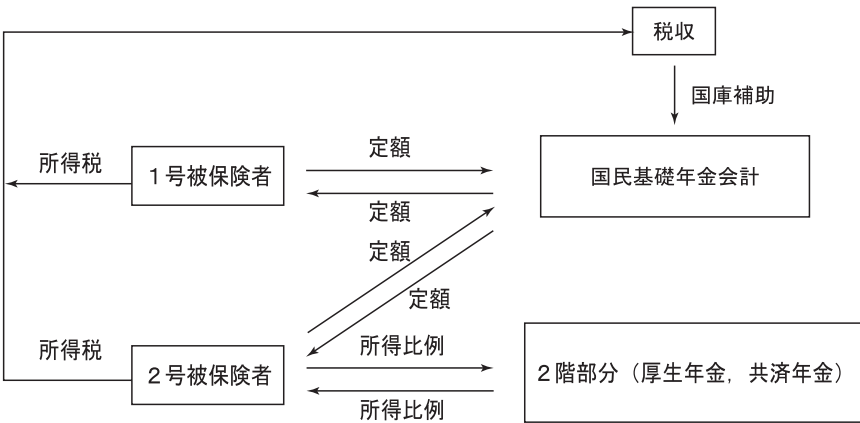 税収
国庫補助
所得税
1号被保険者
定額
定額
国民基礎年金会計
定額
定額
所得税
2号被保険者
所得比例
所得比例
2階部分（厚生年金，共済年金）